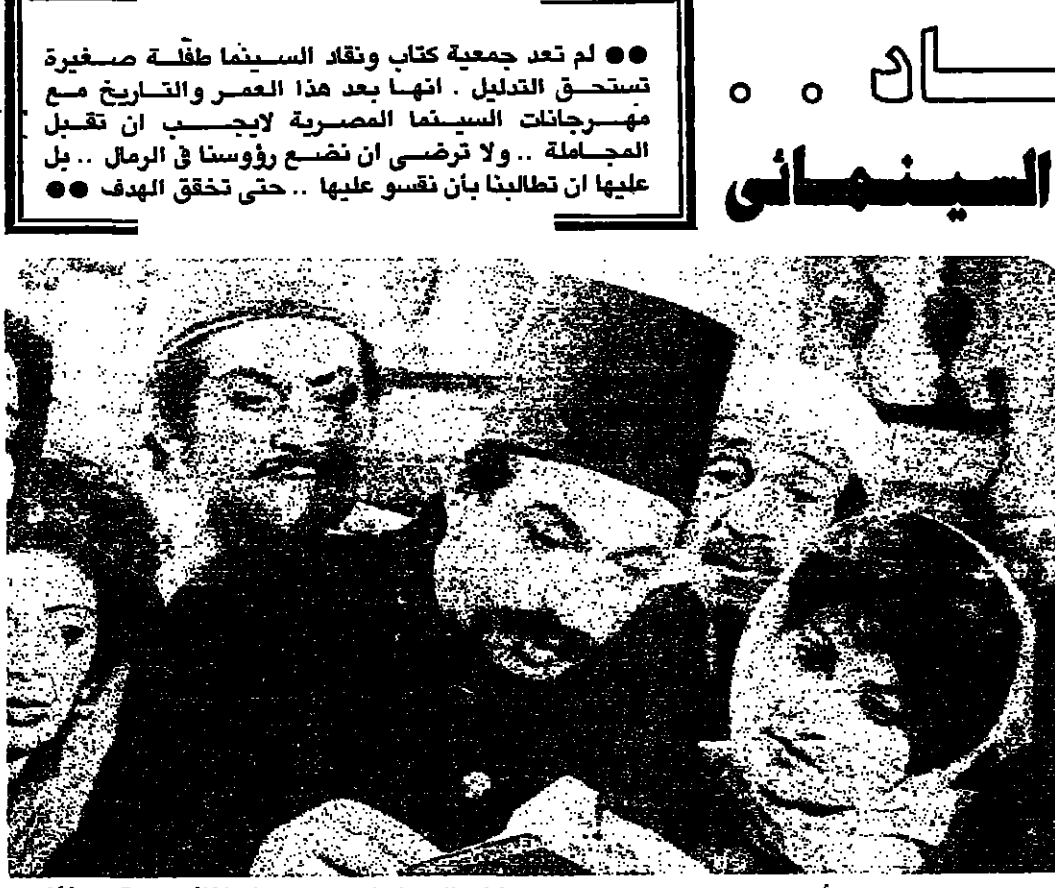 ـاد ..
السينمائى
●● لم تعد جمعية كتاب ونقاد السينما طفلة صغيرة
تستحق التدليل . انها بعد هذا العمر والتاريخ مع
مهرجانات السينما المصرية لايجب ان تقبل
المجاملة .. ولا ترضى ان نضع رؤوسنا في الرمال .. بل
عليها ان تطالبنا بأن نقسو عليها .. حتى تحقق الهدف ●●